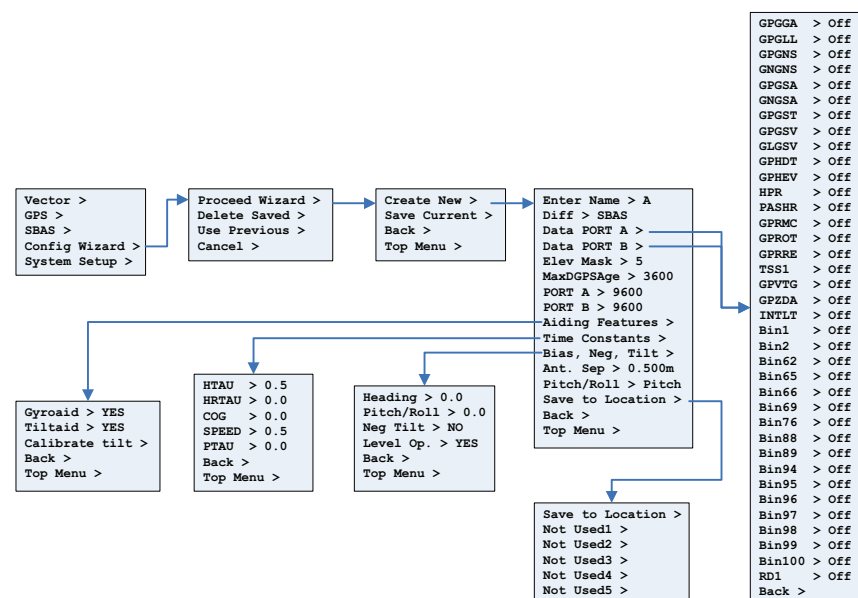 Vector >
GPS >
SBAS >
Config Wizard >
System Setup >
Proceed Wizard >
Delete Saved >
Use Previous >
Cancel >
Create New >
Save Current >
Back >
Top Menu >
Enter Name > A
Diff > SBAS
Data PORT A >
Data PORT B >
Elev Mask > 5
MaxDGPSAge > 3600
PORT A > 9600
PORT B > 9600
Aiding Features >
Time Constants >
Bias, Neg, Tilt >
Ant. Sep > 0.500m
Pitch/Roll > Pitch
Save to Location >
Back >
Top Menu >
GPGGA > Off
GPGLL > Off
GPGNS > Off
GNGNS > Off
GPGSA > Off
GNGSA > Off
GPGST > Off
GPGSV > Off
GLGSV > Off
GPHDT > Off
GPHEV > Off
HPR > Off
PASHR > Off
GPRMC > Off
GPROT > Off
GPRRE > Off
TSS1 > Off
GPVTG > Off
GPZDA > Off
INTLT > Off
Bin1 > Off
Bin2 > Off
Bin62 > Off
Bin65 > Off
Bin66 > Off
Bin69 > Off
Bin76 > Off
Bin88 > Off
Bin89 > Off
Bin94 > Off
Bin95 > Off
Bin96 > Off
Bin97 > Off
Bin98 > Off
Bin99 > Off
Bin100 > Off
RD1 > Off
Back >
Gyroaid > YES
Tiltaid > YES
Calibrate tilt >
Back >
Top Menu >
HTAU > 0.5
HRTAU > 0.0
COG > 0.0
SPEED > 0.5
PTAU > 0.0
Back >
Top Menu >
Heading > 0.0
Pitch/Roll > 0.0
Neg Tilt > NO
Level Op. > YES
Back >
Top Menu >
Save to Location >
Not Used1 >
Not Used2 >
Not Used3 >
Not Used4 >
Not Used5 >